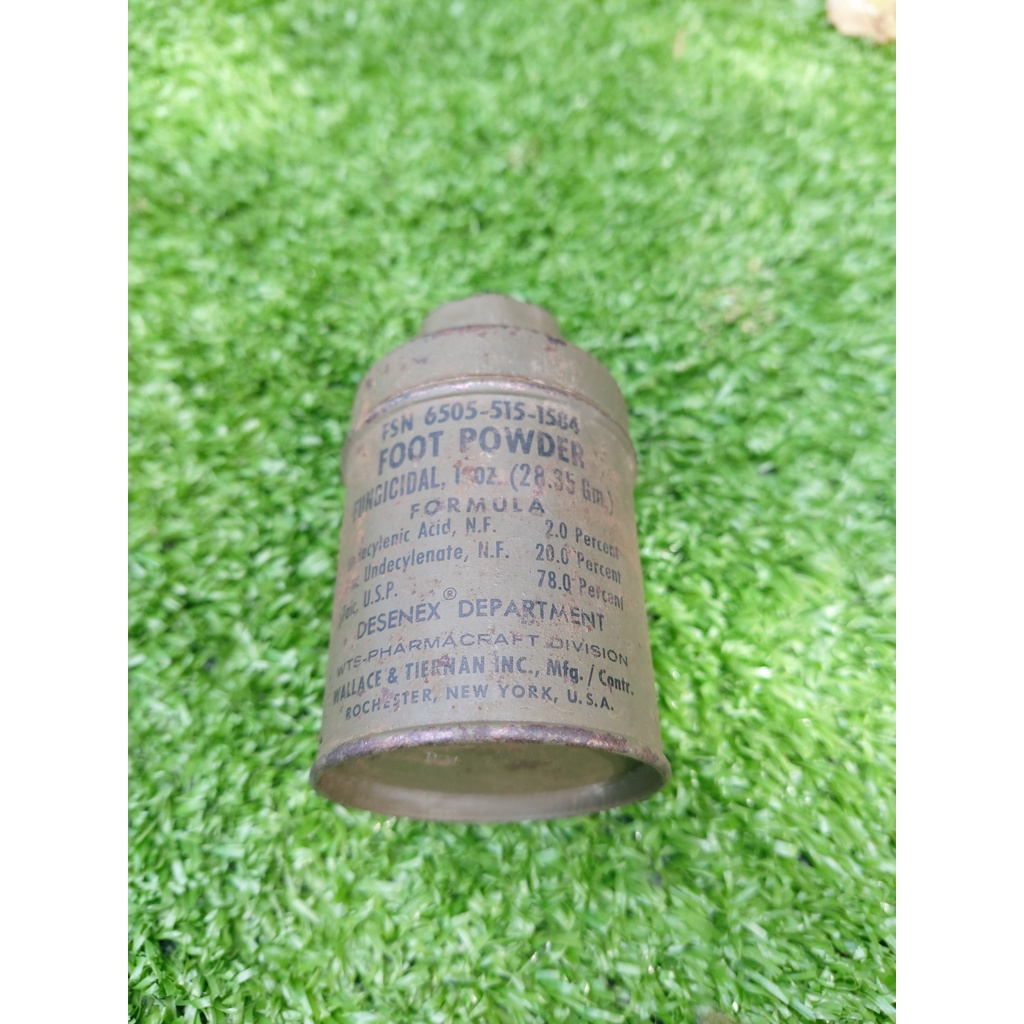 FSN 6505-515-1584
FOOT POWDER
FUNGICIDAL, 1 oz. (28.35 Gm.)
FORMULA
ecylenic Acid, N.F. 2.0 Percent
Undecylenate, N.F. 20.0 Percent
U.S.P. 78.0 Percent
DESENEX® DEPARTMENT
WTS-PHARMACRAFT DIVISION
WALLACE & TIERNAN INC., Mfg./Contr.
ROCHESTER, NEW YORK, U.S.A.